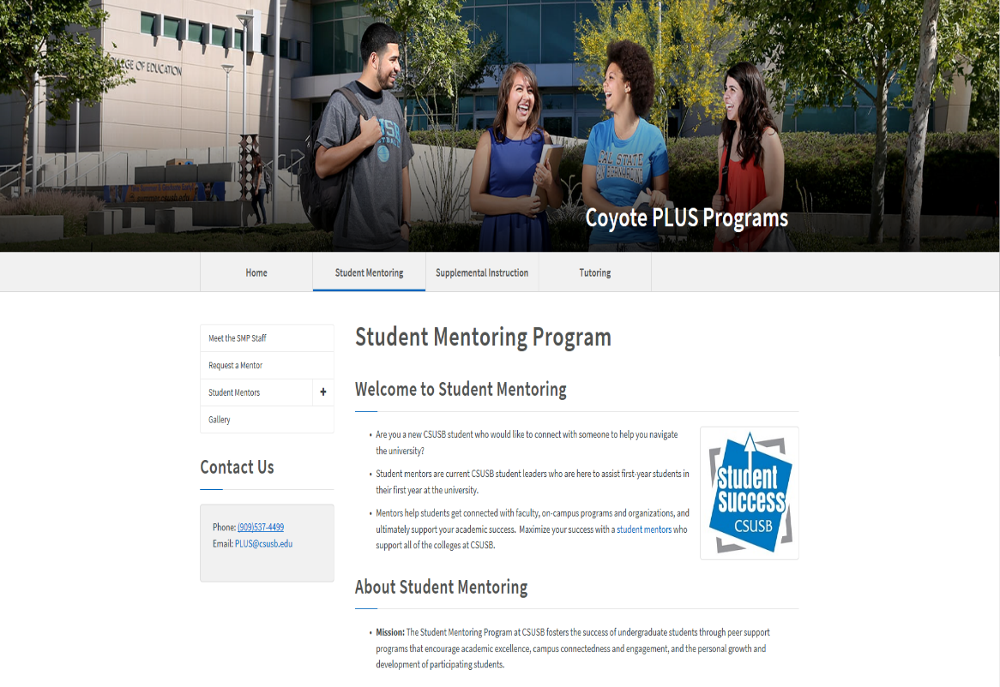 LEGE OF EDUCATION
CAL STATE
Coyote PLUS Programs
Home
Student Mentoring
Supplemental Instruction
Tutoring
Meet the SMP Staff
Request a Mentor
Student Mentors
+
Gallery
Contact Us
Phone: (909)537-4499
Email: PLUS@csusb.edu
Student Mentoring Program
Welcome to Student Mentoring
• Are you a new CSUSB student who would like to connect with someone to help you navigate
the university?
• Student mentors are current CSUSB student leaders who are here to assist first-year students in
their first year at the university.
• Mentors help students get connected with faculty, on-campus programs and organizations, and
ultimately support your academic success. Maximize your success with a student mentors who
support all of the colleges at CSUSB.
student
success
CSUSB
About Student Mentoring
• Mission: The Student Mentoring Program at CSUSB fosters the success of undergraduate students through peer support
programs that encourage academic excellence, campus connectedness and engagement, and the personal growth and
development of participating students.